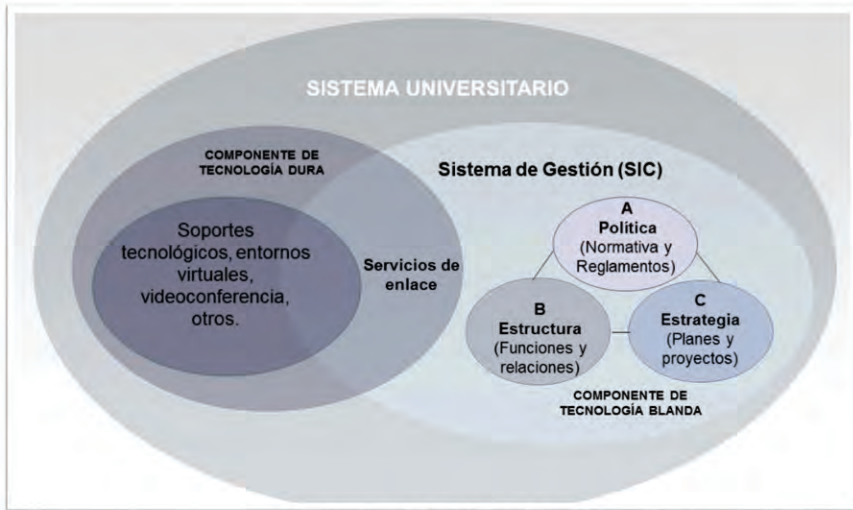 SISTEMA UNIVERSITARIO
COMPONENTE DE
TECNOLOGÍA DURA
Soportes
tecnológicos, entornos
virtuales,
videoconferencia,
otros.
Servicios de
enlace
Sistema de Gestión (SIC)
A
Política
(Normativa y
Reglamentos)
B
Estructura
(Funciones y
relaciones)
C
Estrategia
(Planes y
proyectos)
COMPONENTE DE
TECNOLOGÍA BLANDA